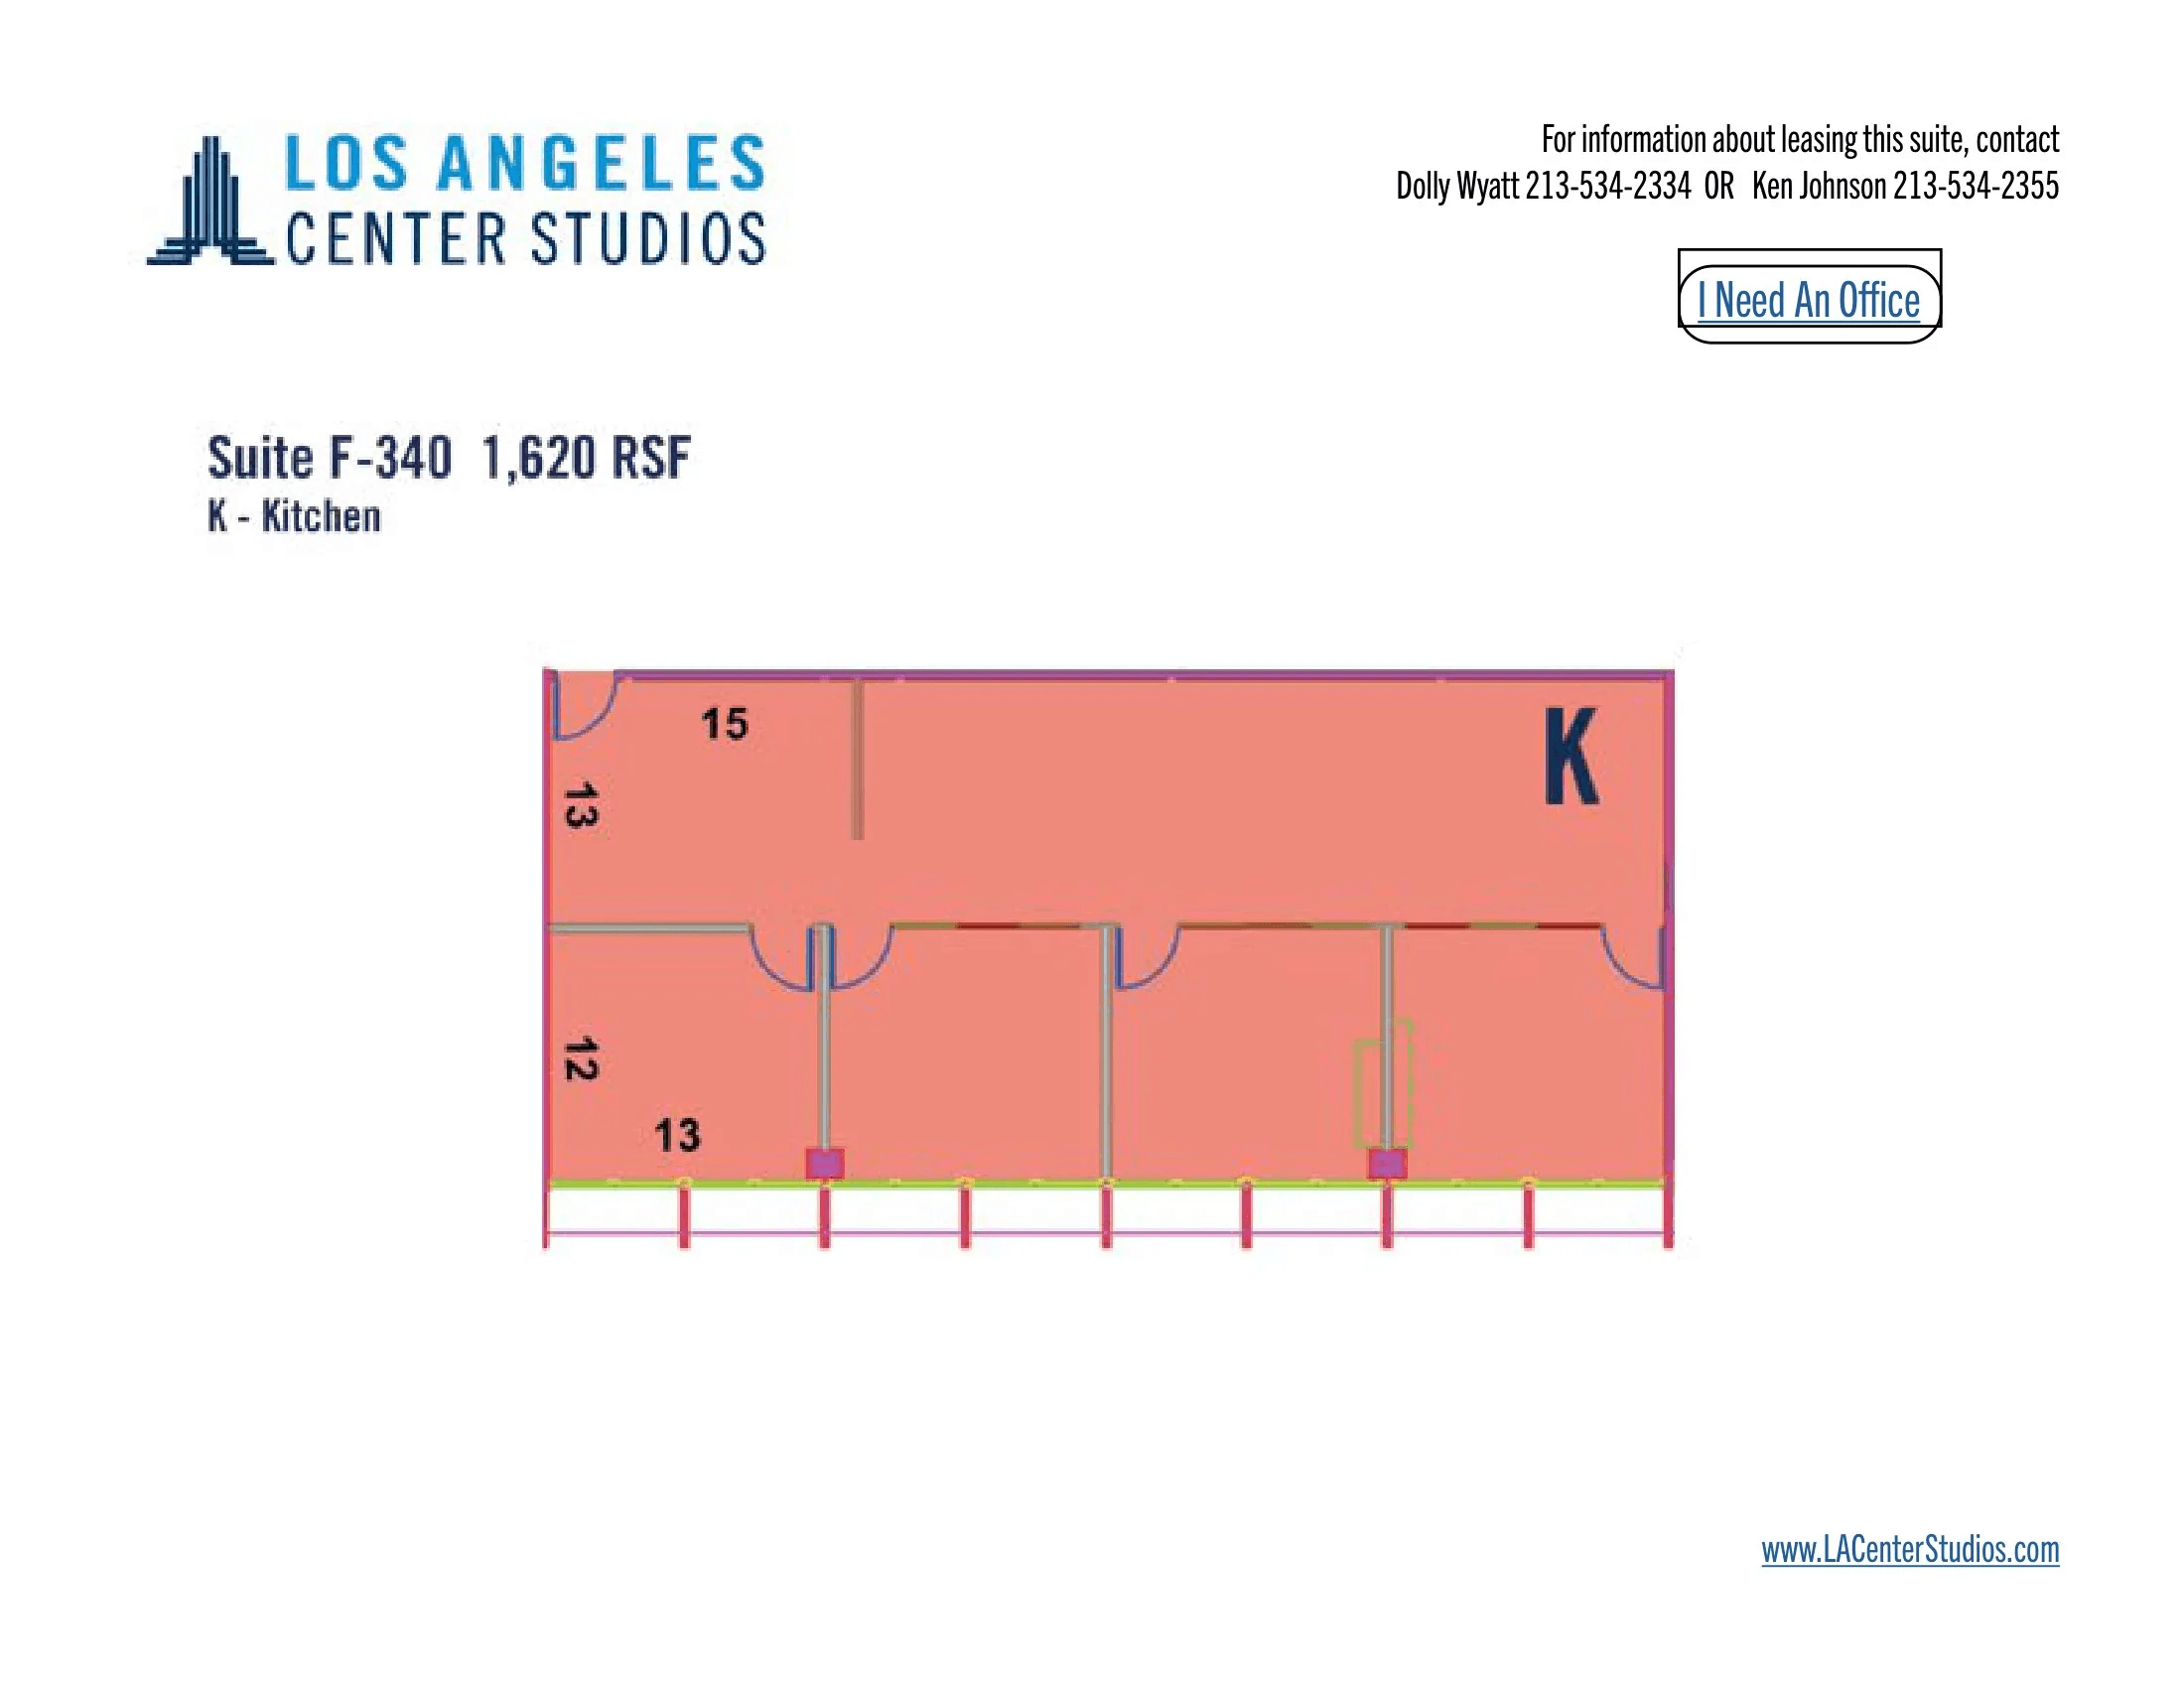 LOS ANGELES
CENTER STUDIOS
For information about leasing this suite, contact
Dolly Wyatt 213-534-2334 OR Ken Johnson 213-534-2355
I Need An Office
Suite F-340 1,620 RSF
K - Kitchen
15
K
13
12
13
www.LACenterStudios.com